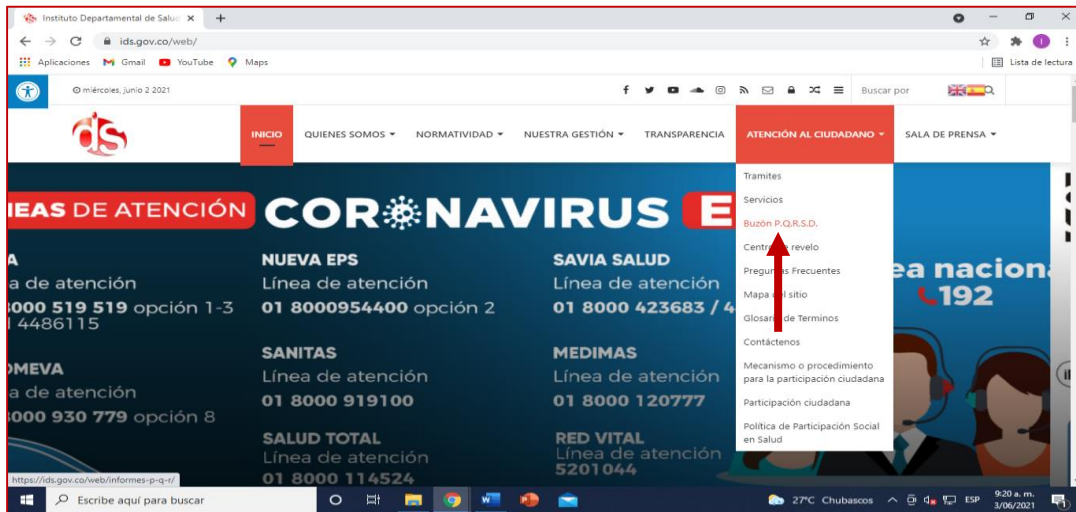 Instituto Departamental de Salud
ids.gov.co/web/
Aplicaciones Gmail YouTube Maps Lista de lectura
miércoles, junio 2 2021 Buscar por
ds
INICIO QUIENES SOMOS NORMATIVIDAD NUESTRA GESTIÓN TRANSPARENCIA ATENCIÓN AL CIUDADANO SALA DE PRENSA
Tramites
Servicios
Buzón P.Q.R.S.D.
Preguntas Frecuentes
Mapa del sitio
Glosario de Terminos
Contáctenos
Mecanismo o procedimiento
para la participación ciudadana
Participación ciudadana
Política de Participación Social
en Salud
EAS DE ATENCIÓN CORONAVIRUS E
A
a de atención
000 519 519 opción 1-3
4486115
OMEVA
a de atención
000 930 779 opción 8
NUEVA EPS
Línea de atención
01 8000954400 opción 2
SANITAS
Línea de atención
01 8000 919100
SALUD TOTAL
Línea de atención
01 8000 114524
SAVIA SALUD
Línea de atención
01 8000 423683 / 4
MEDIMAS
Línea de atención
01 8000 120777
RED VITAL
Línea de atención
5201044
ea naciona
192
https://ids.gov.co/web/informes-p-q-r/
Escribe aquí para buscar 27°C Chubascos ESP 9:20 a. m.
3/06/2021